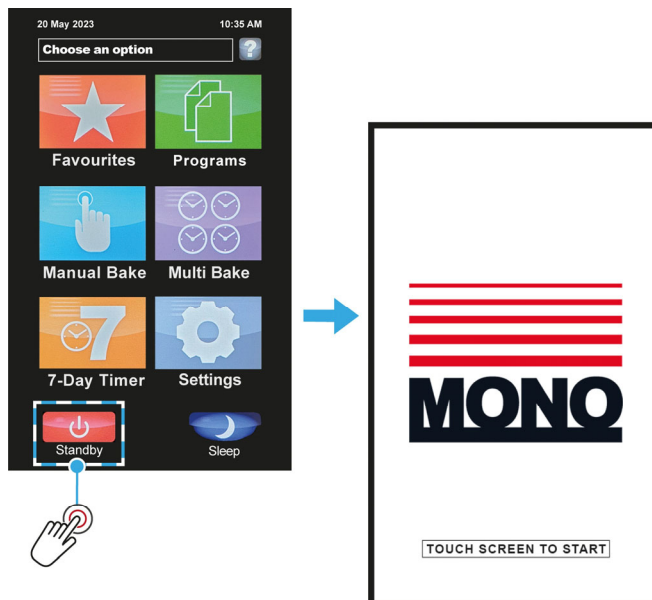 20 May 2023 10:35 AM
Choose an option ?
Favourites Programs
Manual Bake Multi Bake
7
7-Day Timer Settings
Standby Sleep
MONO
TOUCH SCREEN TO START